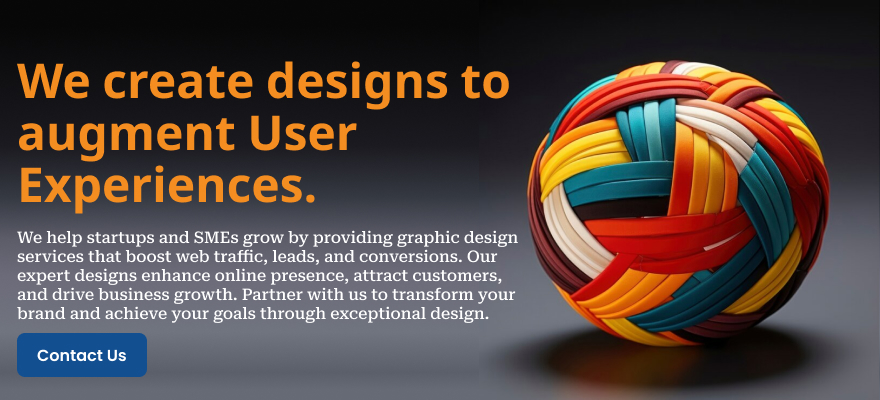 We create designs to
augment User
Experiences.
We help startups and SMEs grow by providing graphic design
services that boost web traffic, leads, and conversions. Our
expert designs enhance online presence, attract customers,
and drive business growth. Partner with us to transform your
brand and achieve your goals through exceptional design.
Contact Us